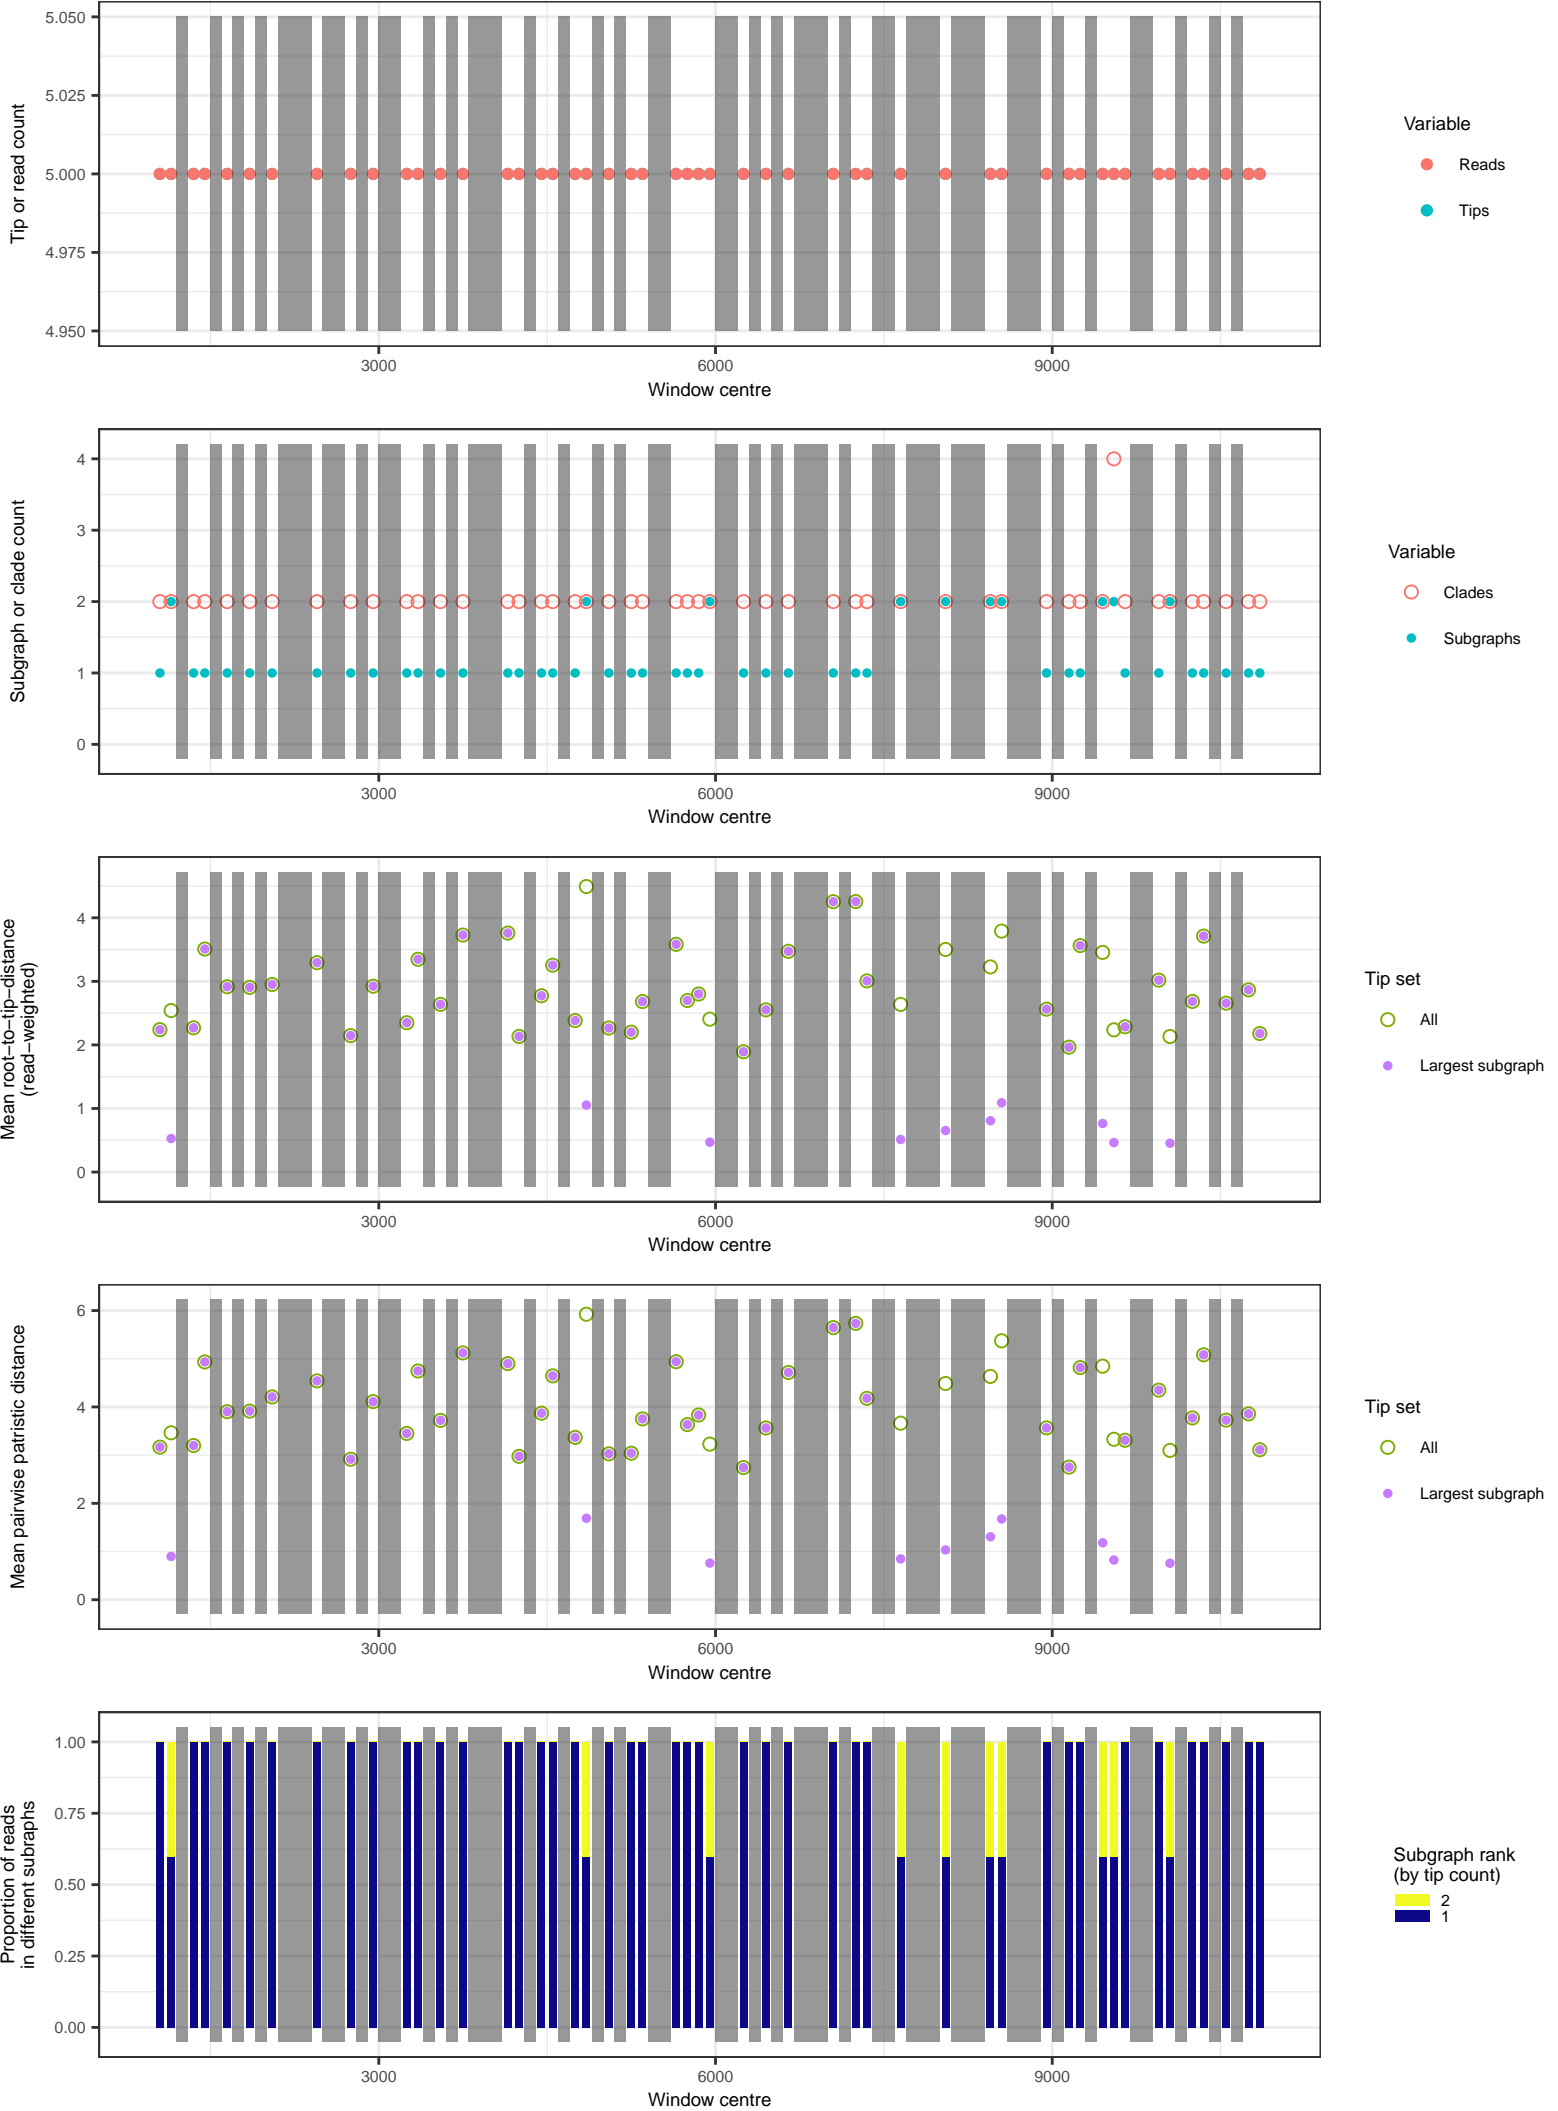 5.050
5.025
5.000
4.975
4.950
Tip or read count
3000 6000 9000
Window centre
Variable
Reads
Tips
4
3
2
1
0
Subgraph or clade count
3000 6000 9000
Window centre
Variable
Clades
Subgraphs
4
3
2
1
0
Mean root−to−tip−distance
(read−weighted)
3000 6000 9000
Window centre
Tip set
All
Largest subgraph
6
4
2
0
Mean pairwise patristic distance
3000 6000 9000
Window centre
Tip set
All
Largest subgraph
1.00
0.75
0.50
0.25
0.00
Proportion of reads
in different subraphs
3000 6000 9000
Window centre
Subgraph rank
(by tip count)
2
1